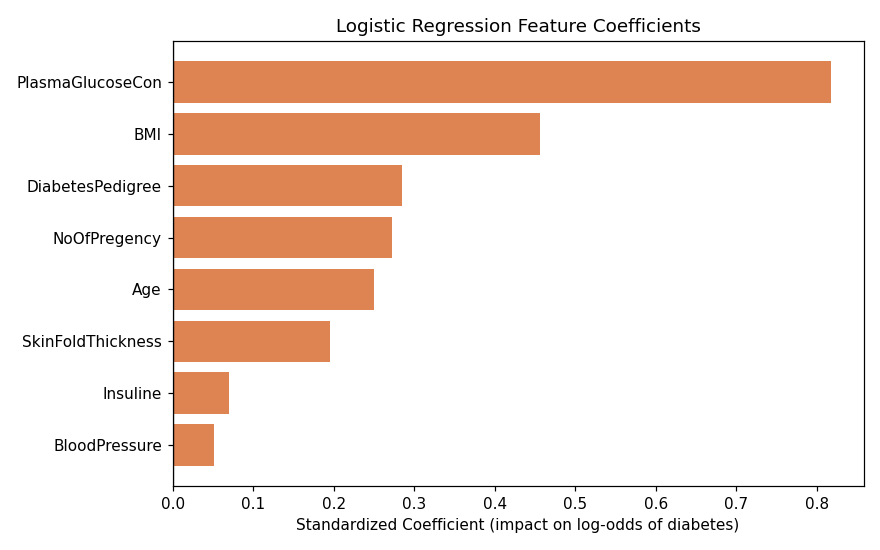 Logistic Regression Feature Coefficients
PlasmaGlucoseCon
BMI
DiabetesPedigree
NoOfPregency
Age
SkinFoldThickness
Insuline
BloodPressure
0.0 0.1 0.2 0.3 0.4 0.5 0.6 0.7 0.8
Standardized Coefficient (impact on log-odds of diabetes)